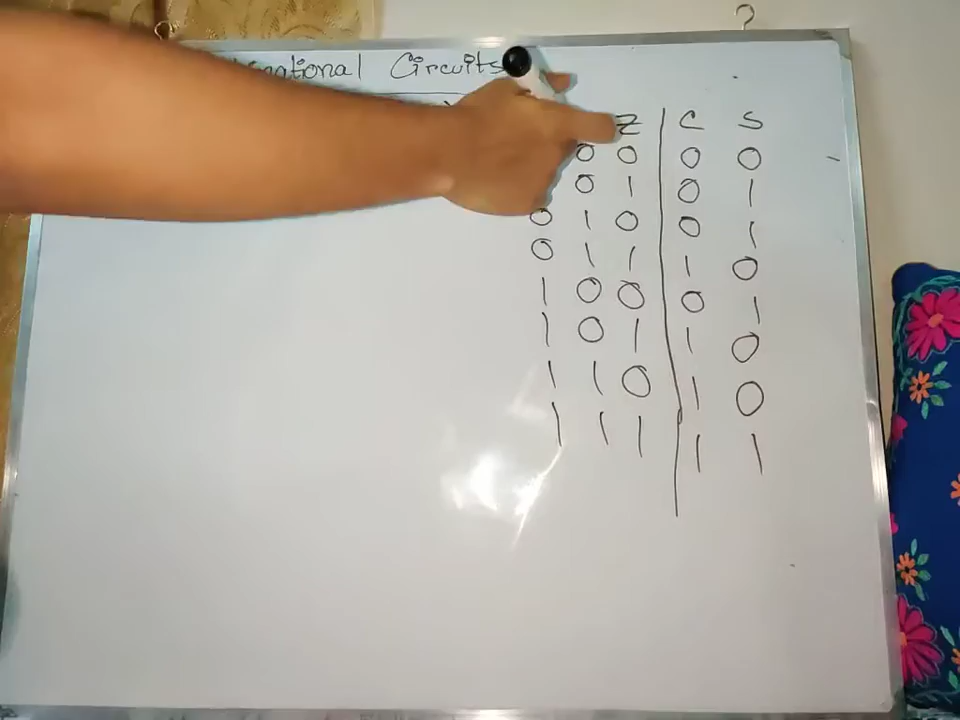 Circuits
Z C S
0 0 0 0
0 1 0 1
0 1 0 0 1
0 1 1 1 0
1 0 0 0 1
1 0 1 1 0
1 1 0 1 0
1 1 1 1 1